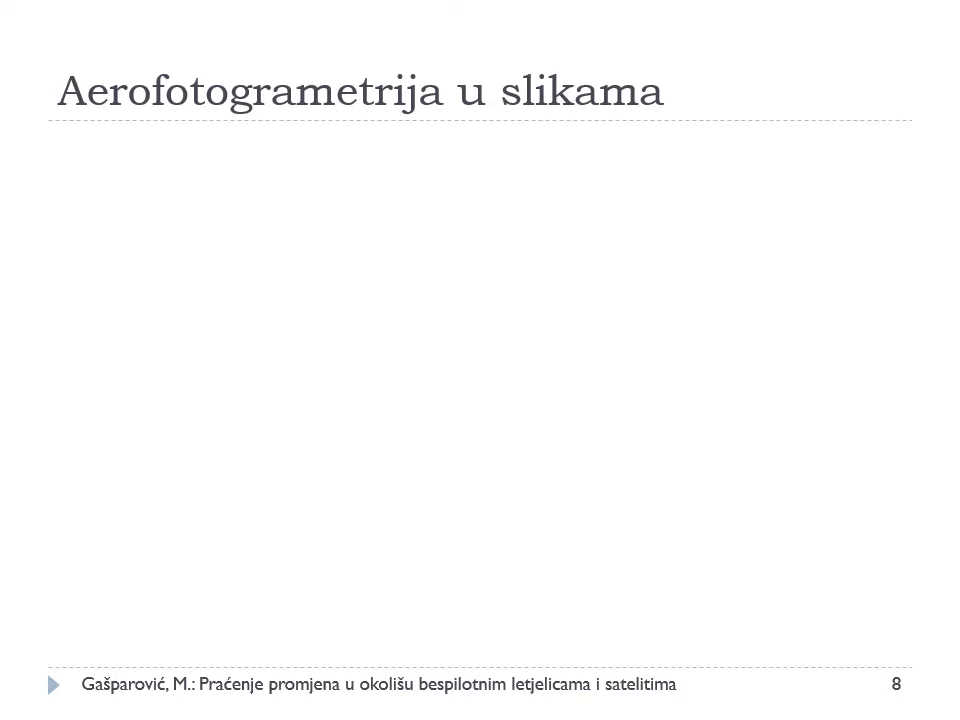 Aerofotogrametrija u slikama
Gašparović, M.: Praćenje promjena u okolišu bespilotnim letjelicama i satelitima
8